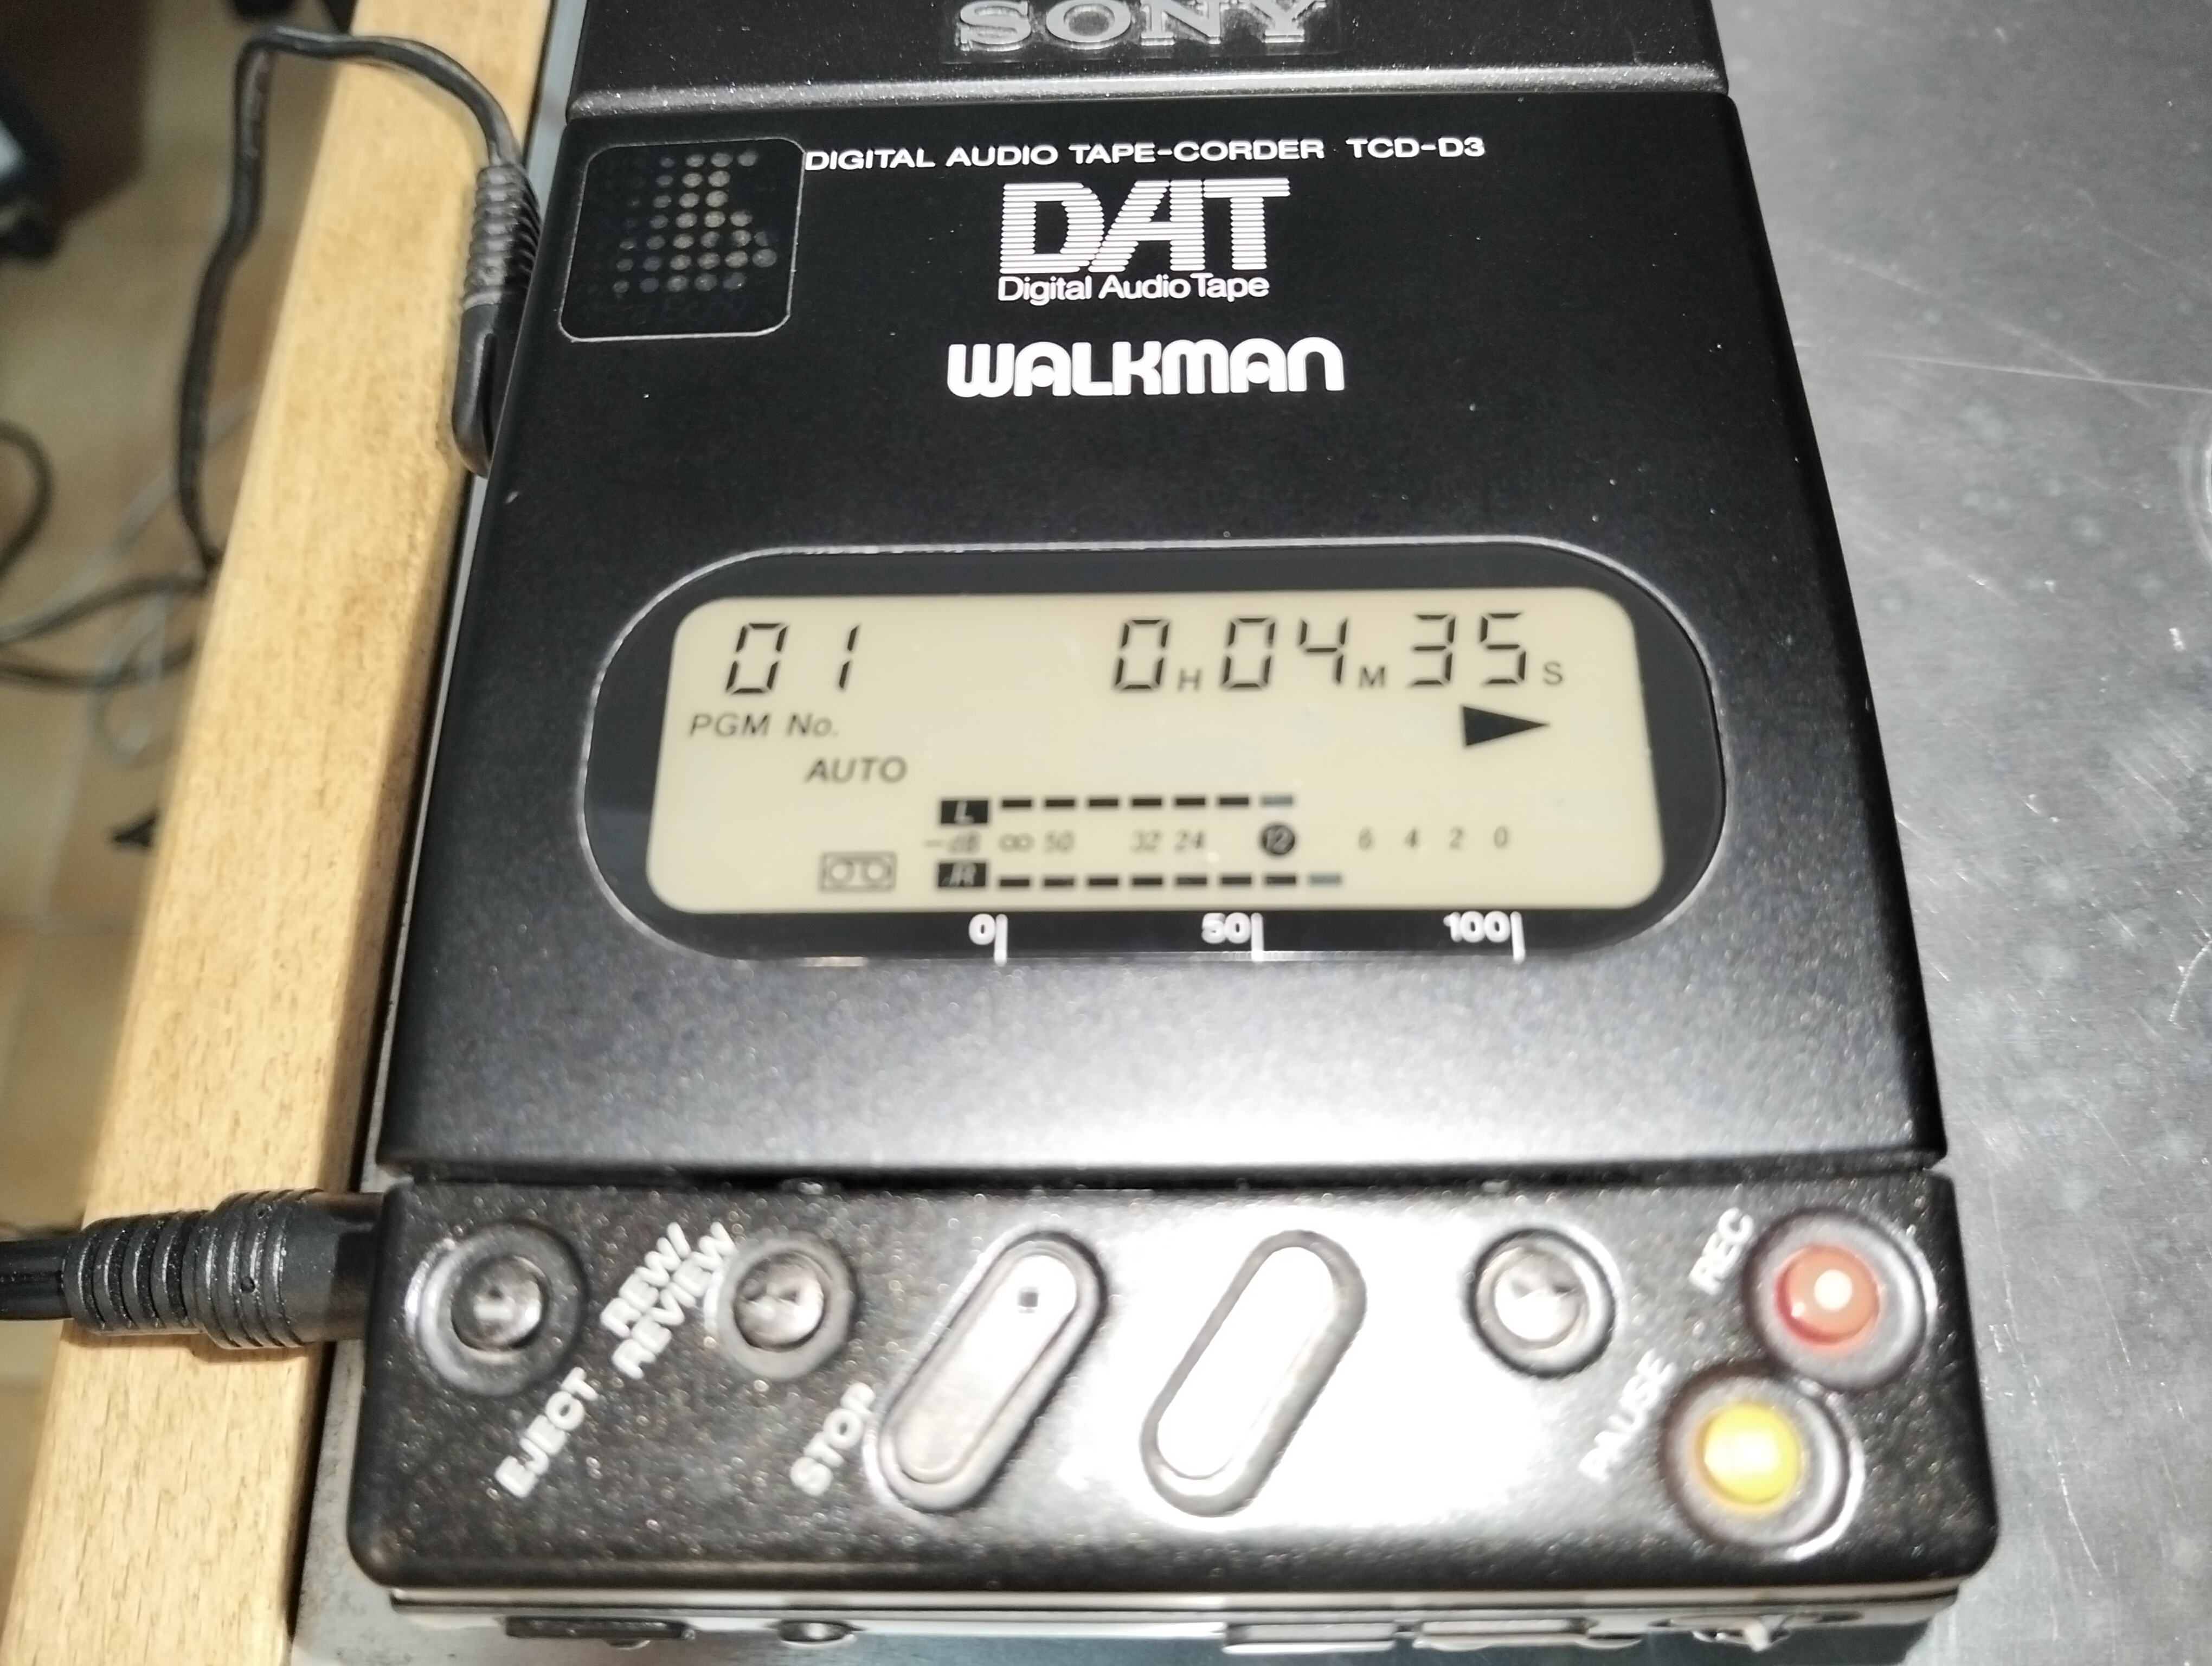 SONY
DIGITAL AUDIO TAPE-CORDER TCD-D3
DAT
Digital Audio Tape
WALKMAN
01 0H04M35S
PGM No.
AUTO
L
-dB ∞ 50 32 24 12 6 4 2 0
R
0 50 100
EJECT
REW/
REVIEW
STOP
REC
PAUSE